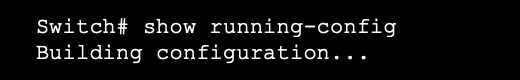 Switch# show running-config
Building configuration...